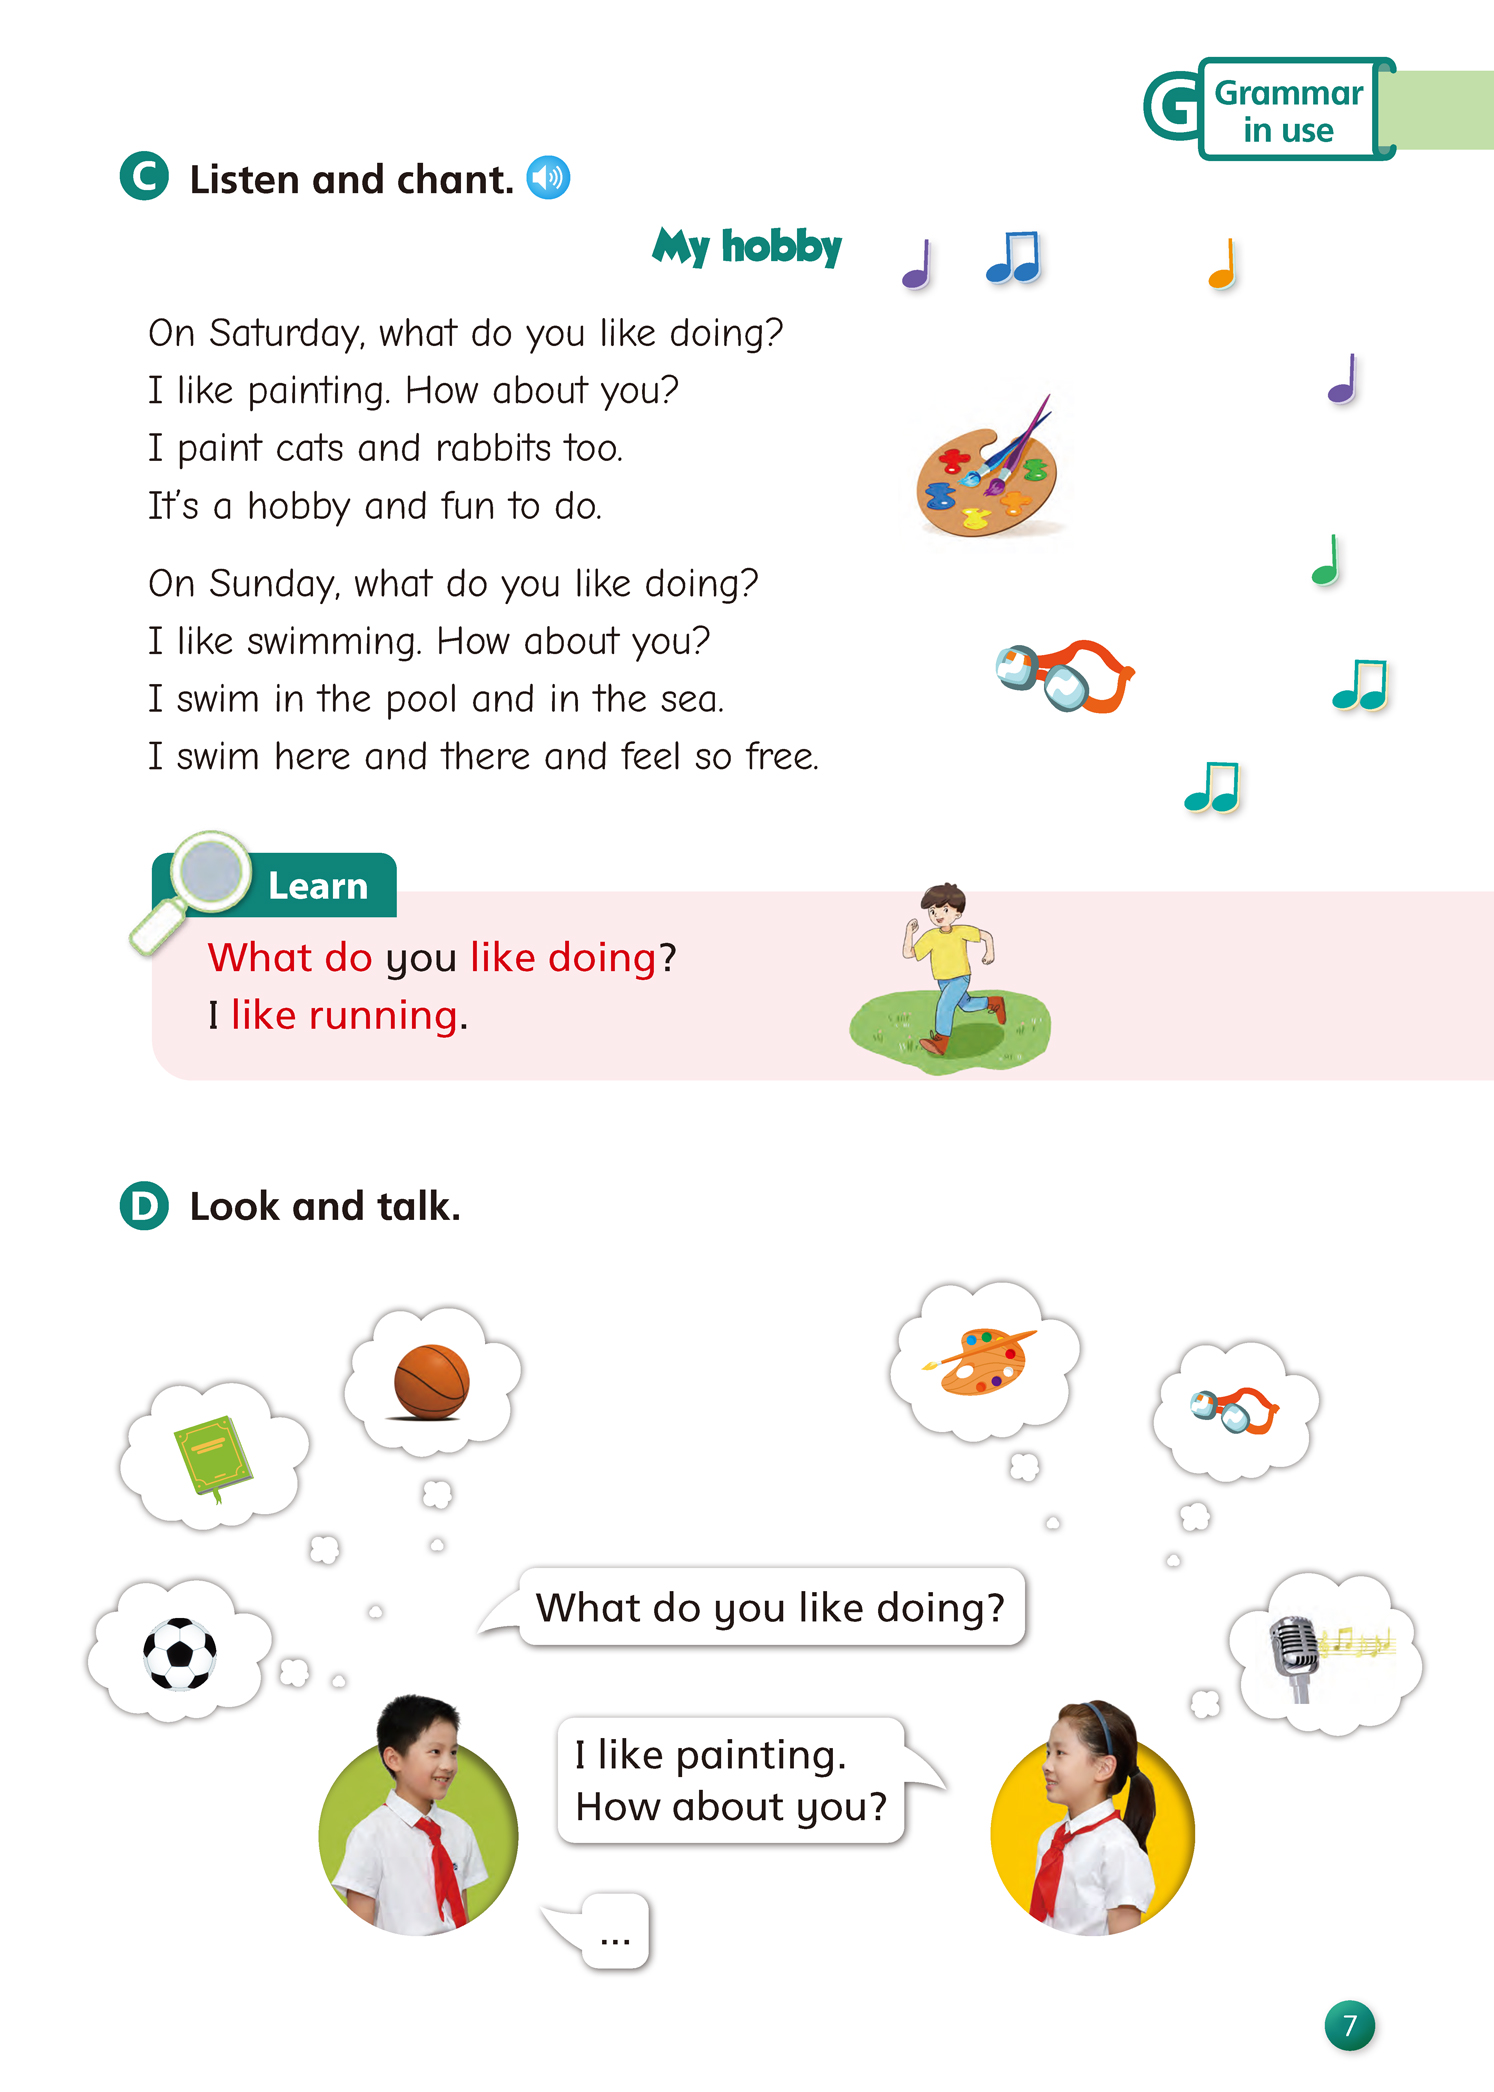 G
Grammar
in use
C Listen and chant.
My hobby
On Saturday, what do you like doing?
I like painting. How about you?
I paint cats and rabbits too.
It's a hobby and fun to do.
On Sunday, what do you like doing?
I like swimming. How about you?
I swim in the pool and in the sea.
I swim here and there and feel so free.
Learn
What do you like doing?
I like running.
D Look and talk.
What do you like doing?
I like painting.
How about you?
...
7